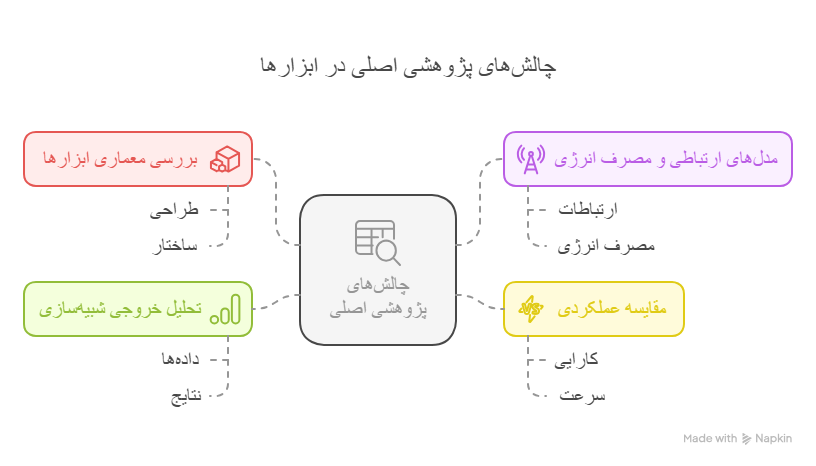 چالش‌های پژوهشی اصلی در ابزارها
مدل‌های ارتباطی و مصرف انرژی
ارتباطات
مصرف انرژی
مقایسه عملکردی
کارایی
سرعت
چالش‌های
پژوهشی اصلی
بررسی معماری ابزارها
طراحی
ساختار
تحلیل خروجی شبیه‌سازی
داده‌ها
نتایج
Made with Napkin